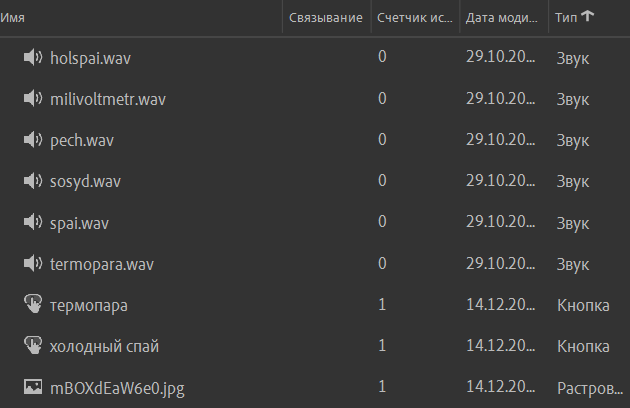 Имя Связывание Счетчик ис... Дата моди... Тип
holspai.wav 0 29.10.20... Звук
milivoltmetr.wav 0 29.10.20... Звук
pech.wav 0 29.10.20... Звук
sosyd.wav 0 29.10.20... Звук
spai.wav 0 29.10.20... Звук
termopara.wav 0 29.10.20... Звук
термопара 1 14.12.20... Кнопка
холодный спай 1 14.12.20... Кнопка
mBOXdEaW6e0.jpg 1 14.12.20... Растров...